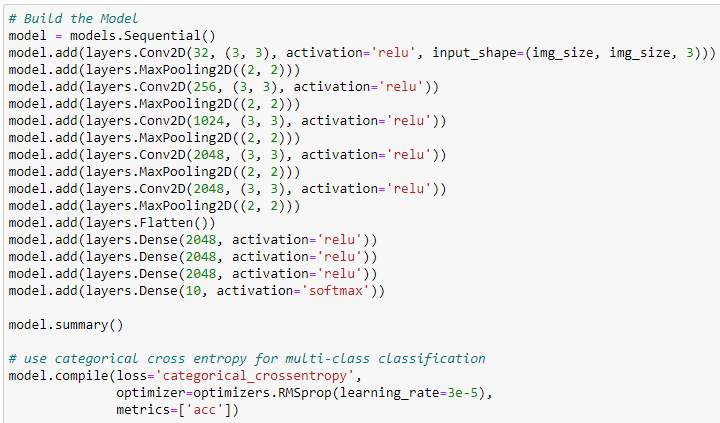 # Build the Model
model = models.Sequential()
model.add(layers.Conv2D(32, (3, 3), activation='relu', input_shape=(img_size, img_size, 3)))
model.add(layers.MaxPooling2D((2, 2)))
model.add(layers.Conv2D(256, (3, 3), activation='relu'))
model.add(layers.MaxPooling2D((2, 2)))
model.add(layers.Conv2D(1024, (3, 3), activation='relu'))
model.add(layers.MaxPooling2D((2, 2)))
model.add(layers.Conv2D(2048, (3, 3), activation='relu'))
model.add(layers.MaxPooling2D((2, 2)))
model.add(layers.Conv2D(2048, (3, 3), activation='relu'))
model.add(layers.MaxPooling2D((2, 2)))
model.add(layers.Flatten())
model.add(layers.Dense(2048, activation='relu'))
model.add(layers.Dense(2048, activation='relu'))
model.add(layers.Dense(2048, activation='relu'))
model.add(layers.Dense(10, activation='softmax'))

model.summary()

# use categorical cross entropy for multi-class classification
model.compile(loss='categorical_crossentropy',
              optimizer=optimizers.RMSprop(learning_rate=3e-5),
              metrics=['acc'])